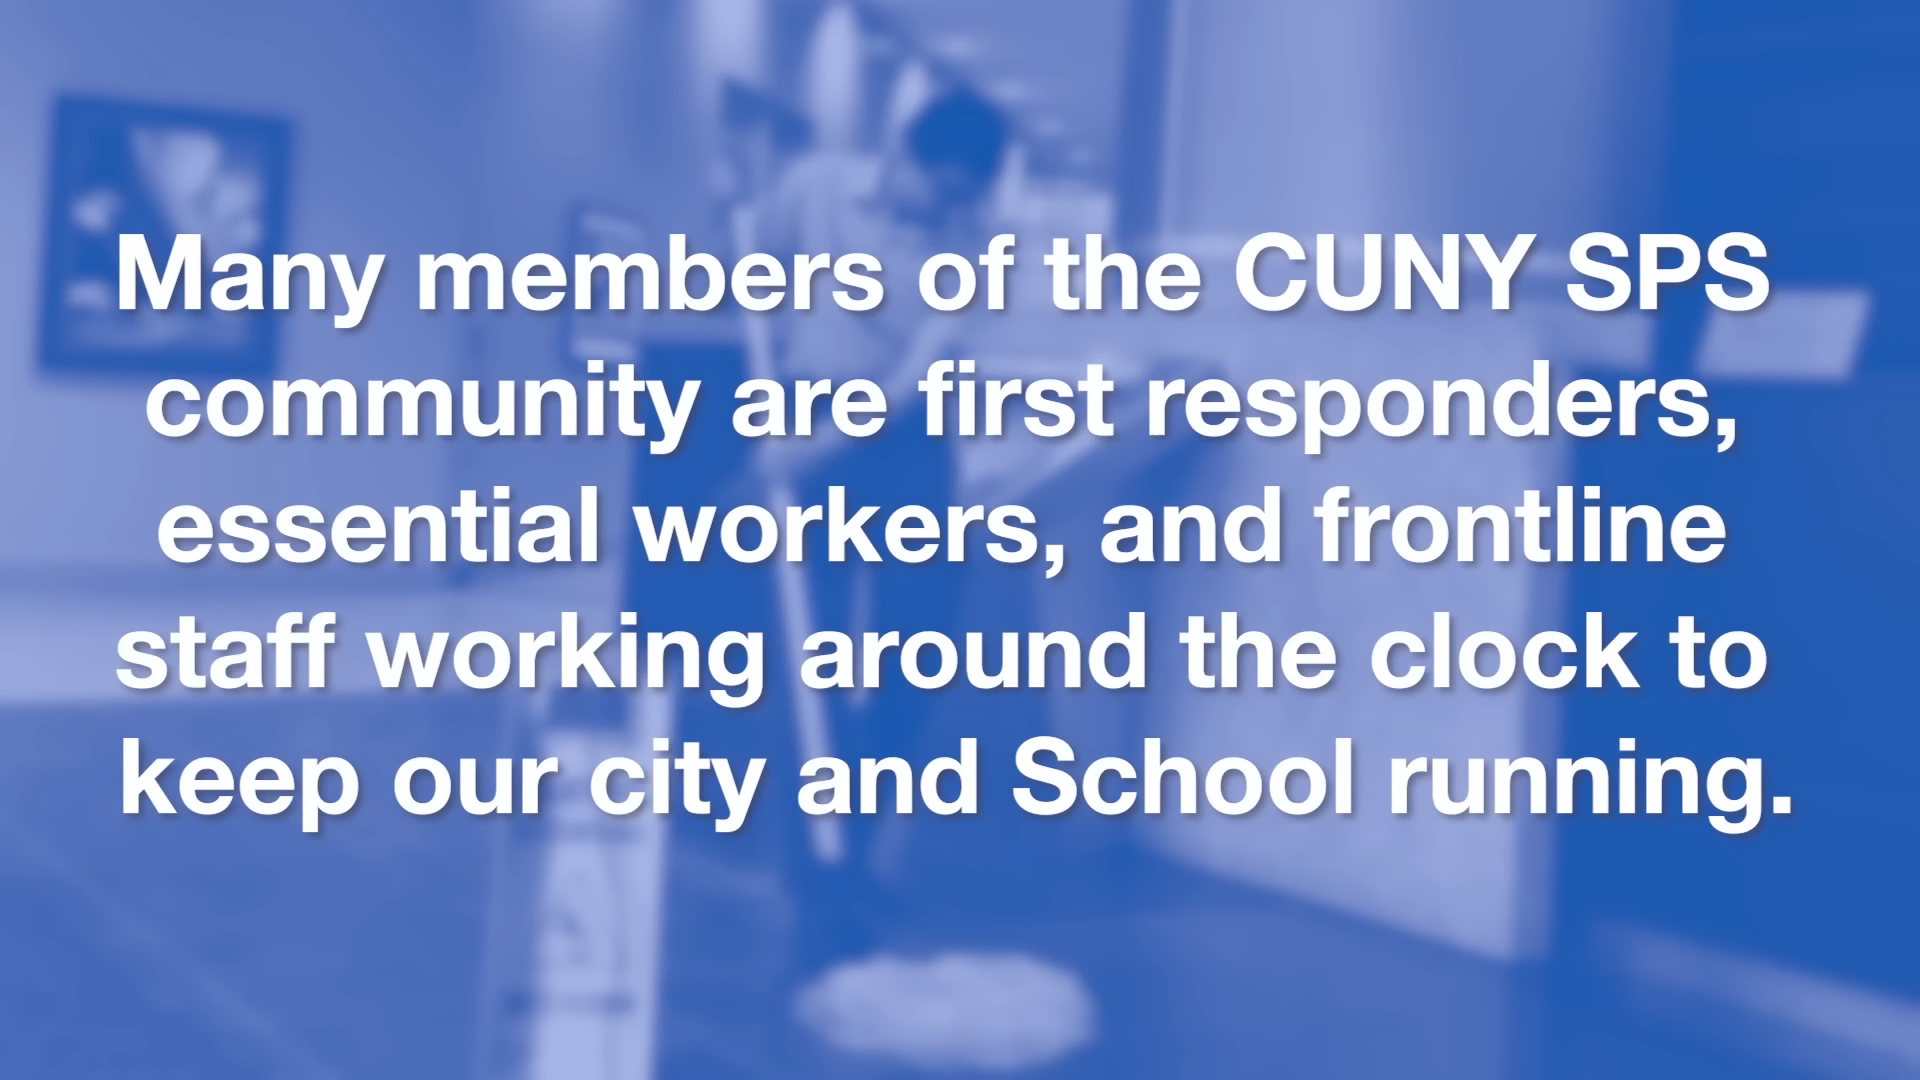 Many members of the CUNY SPS
community are first responders,
essential workers, and frontline
staff working around the clock to
keep our city and School running.